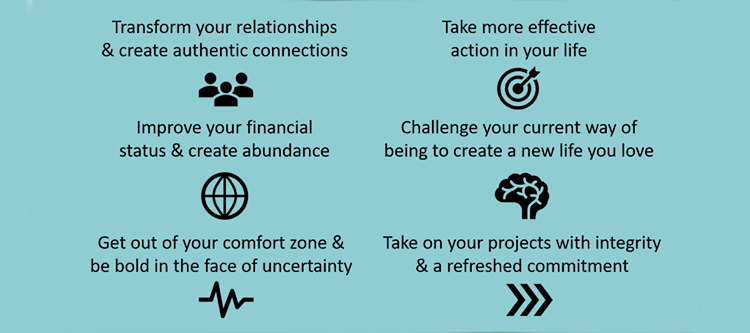 Transform your relationships
& create authentic connections
Take more effective
action in your life
Improve your financial
status & create abundance
Challenge your current way of
being to create a new life you love
Get out of your comfort zone &
be bold in the face of uncertainty
Take on your projects with integrity
& a refreshed commitment